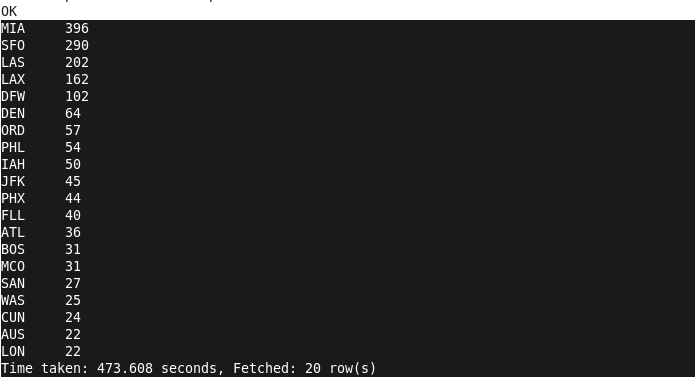 OK
MIA 396
SFO 290
LAS 202
LAX 162
DFW 102
DEN 64
ORD 57
PHL 54
IAH 50
JFK 45
PHX 44
FLL 40
ATL 36
BOS 31
MCO 31
SAN 27
WAS 25
CUN 24
AUS 22
LON 22
Time taken: 473.608 seconds, Fetched: 20 row(s)